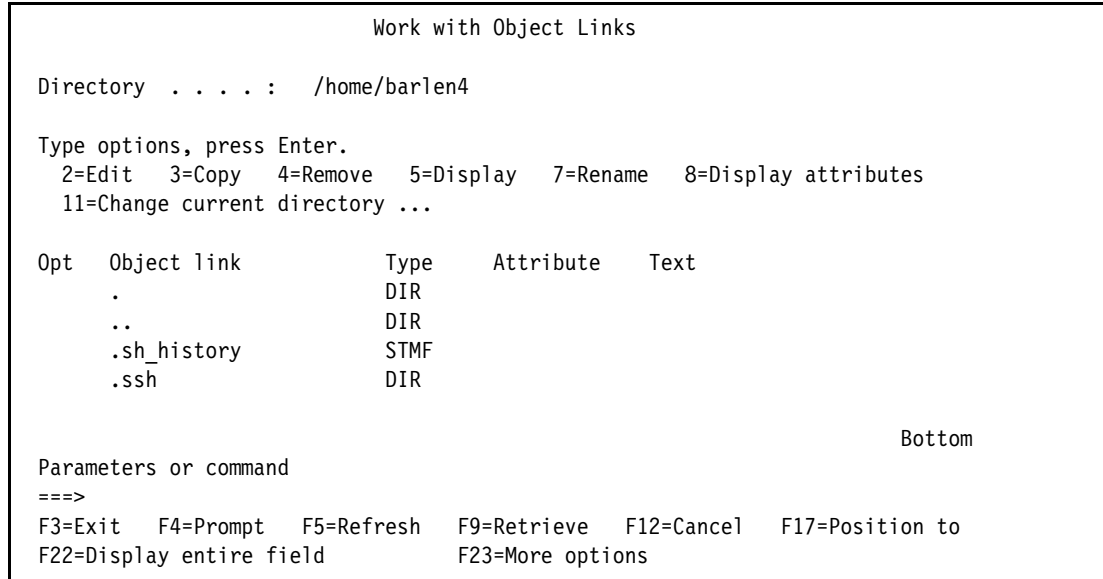 Work with Object Links
Directory . . . . : /home/barlen4
Type options, press Enter.
2=Edit 3=Copy 4=Remove 5=Display 7=Rename 8=Display attributes
11=Change current directory ...
Opt Object link Type Attribute Text
. DIR
.. DIR
.sh_history STMF
.ssh DIR
Bottom
Parameters or command
===>
F3=Exit F4=Prompt F5=Refresh F9=Retrieve F12=Cancel F17=Position to
F22=Display entire field F23=More options